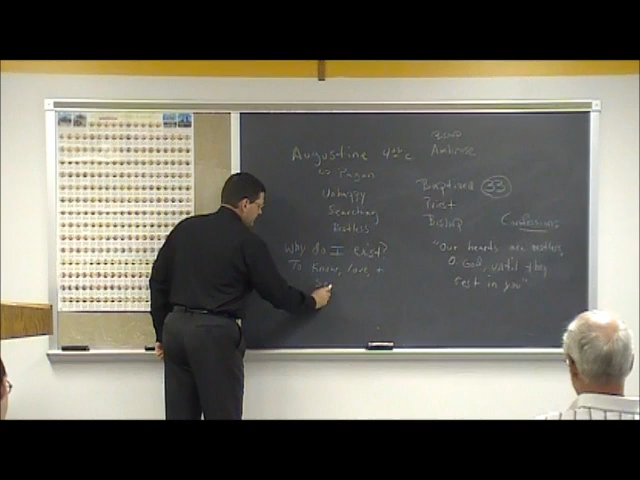 Augustine 4th c
Pagan
Unhappy
Searching
Restless
Why do I exist?
To know, love, +
se
Bishop
Ambrose
Baptized 33
Priest
Bishop
Confessions
"Our hearts are restless,
O God, until they
rest in you"